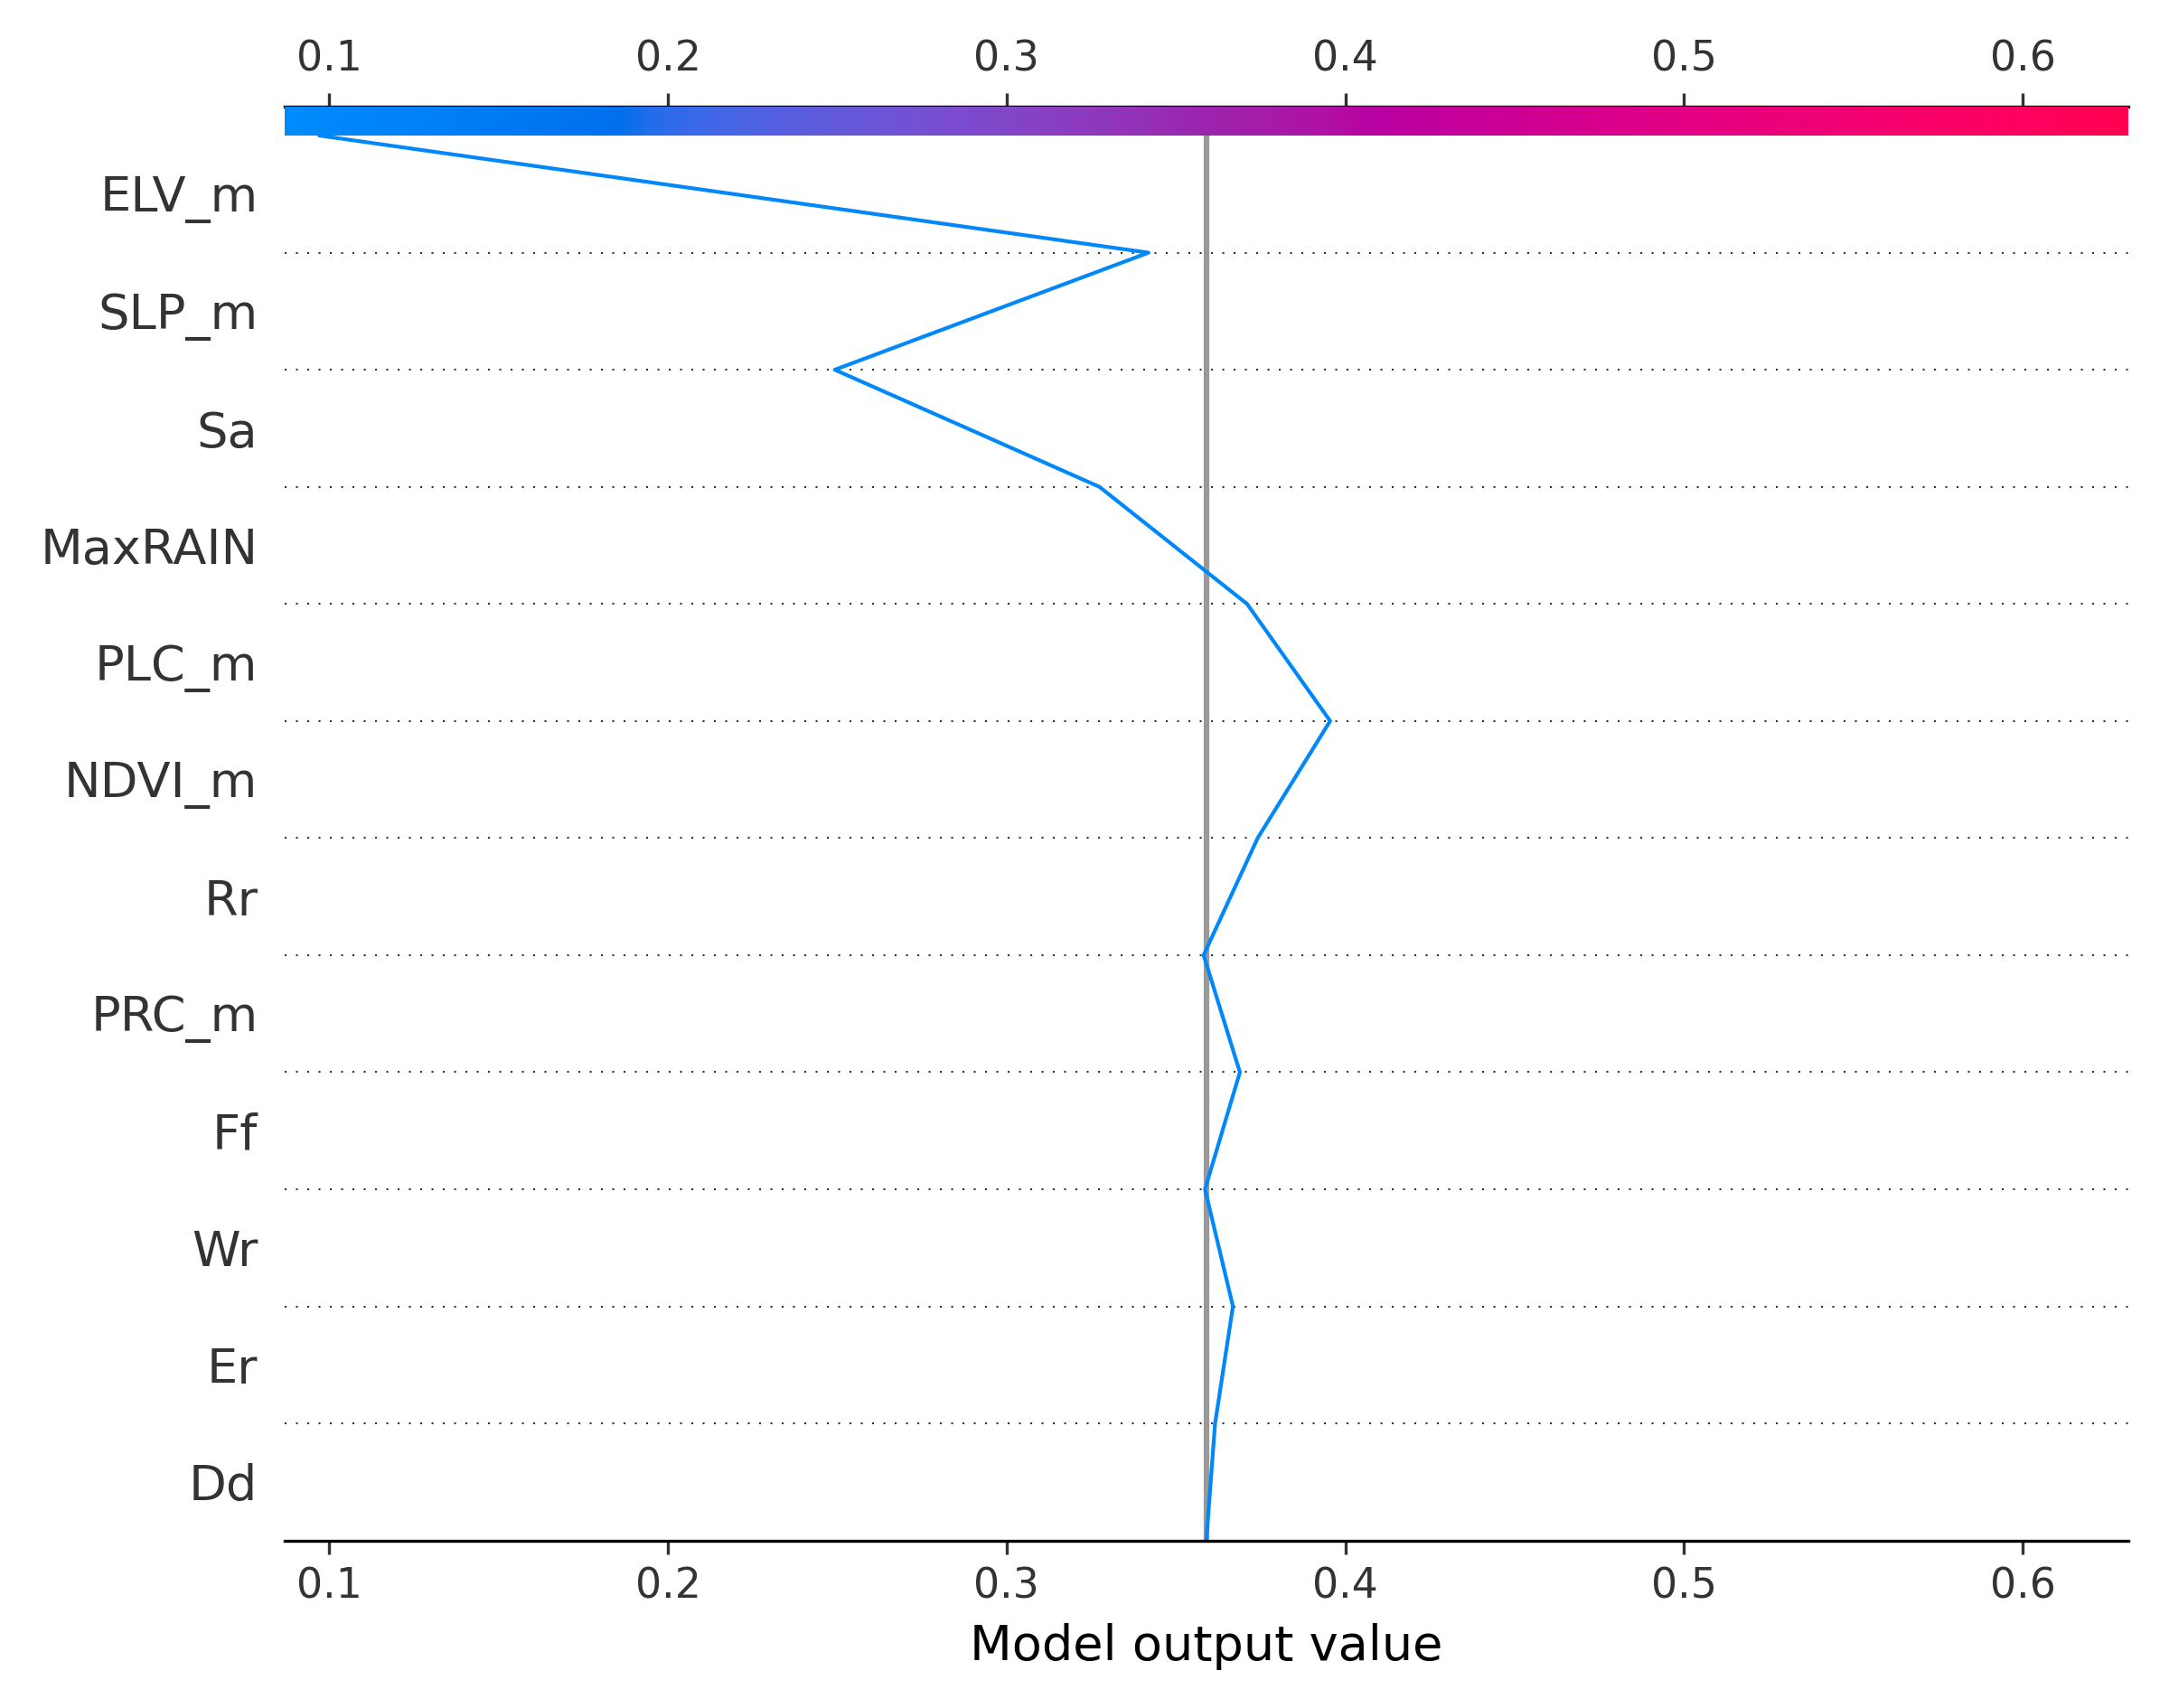 0.1 0.2 0.3 0.4 0.5 0.6
ELV_m
SLP_m
Sa
MaxRAIN
PLC_m
NDVI_m
Rr
PRC_m
Ff
Wr
Er
Dd
0.1 0.2 0.3 0.4 0.5 0.6
Model output value